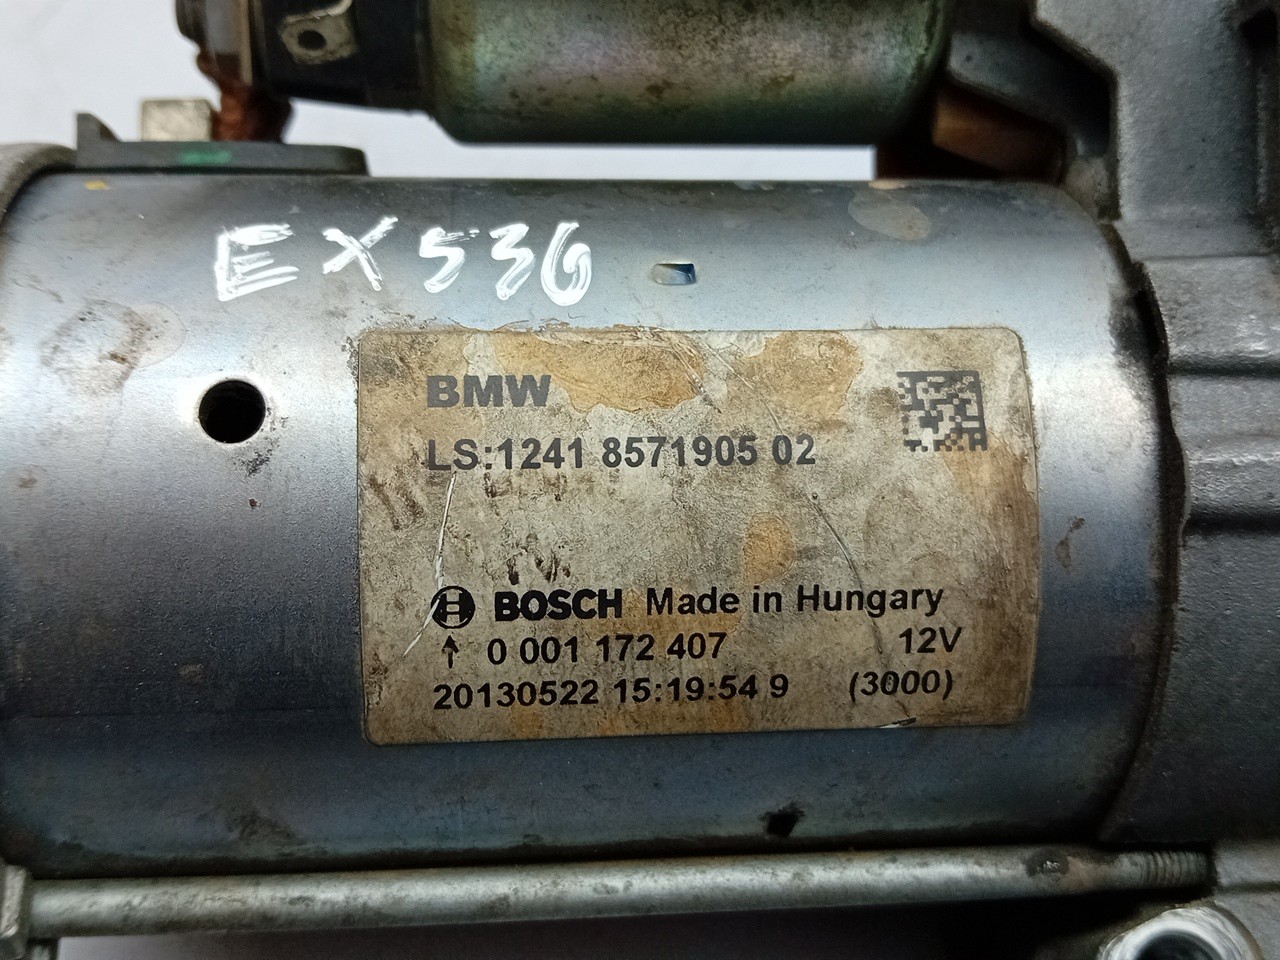 EX536
BMW
LS:1241 8571905 02
BOSCH Made in Hungary
↑ 0 001 172 407 12V
20130522 15:19:54 9 (3000)